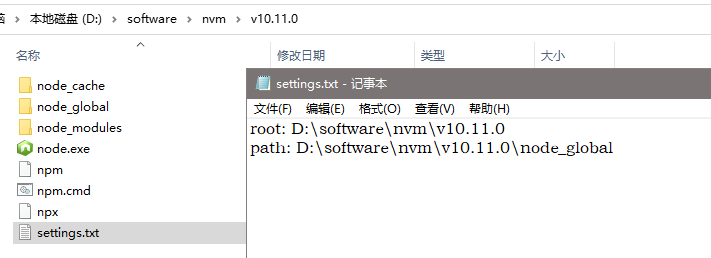 本地磁盘 (D:) › software › nvm › v10.11.0
名称 修改日期 类型 大小
node_cache
node_global
node_modules
node.exe
npm
npm.cmd
npx
settings.txt
settings.txt - 记事本
文件(F) 编辑(E) 格式(O) 查看(V) 帮助(H)
root: D:\software\nvm\v10.11.0
path: D:\software\nvm\v10.11.0\node_global